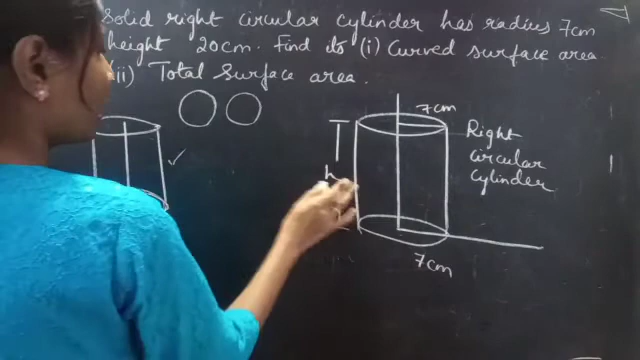 Solid right circular cylinder has radius 7cm
height 20cm. Find its (i) Curved surface area
(ii) Total Surface area.
7cm
Right
circular
cylinder
h
7cm